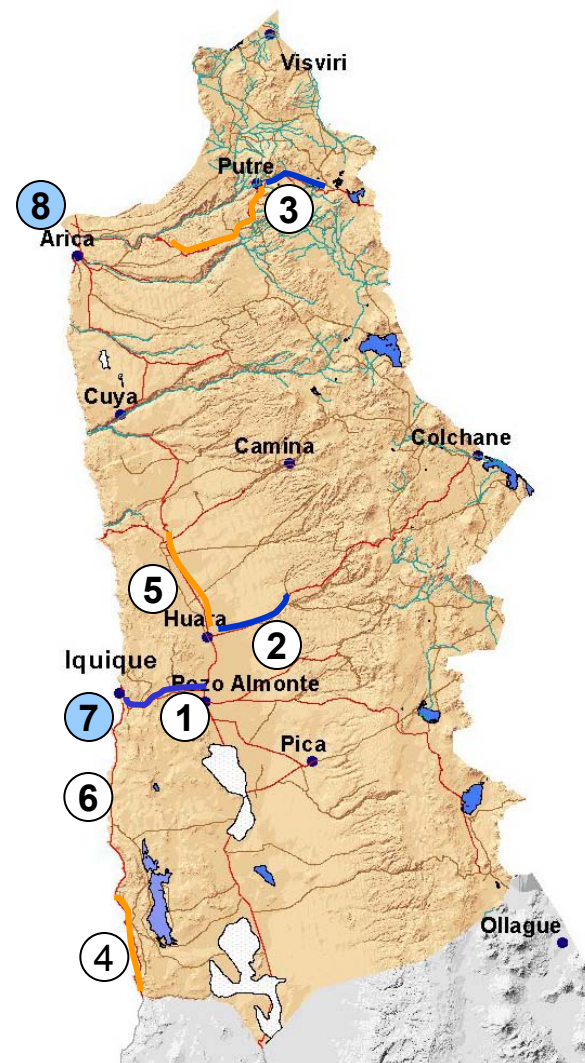 Visviri
Putre
8
3
Arica
Cuya
Camina
Colchane
5
Huara
2
Iquique
Pozo Almonte
7
1
Pica
6
Ollague
4